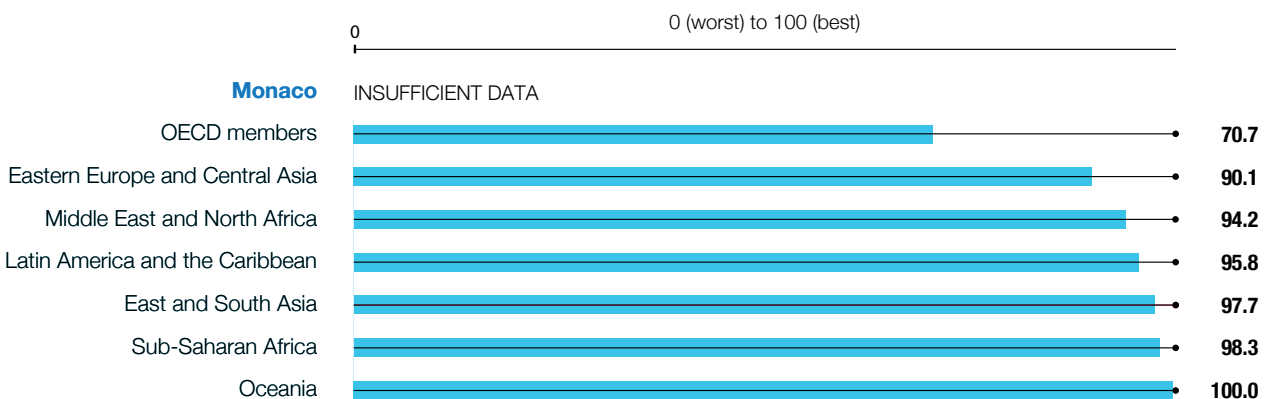 0 (worst) to 100 (best)
0
Monaco INSUFFICIENT DATA
OECD members 70.7
Eastern Europe and Central Asia 90.1
Middle East and North Africa 94.2
Latin America and the Caribbean 95.8
East and South Asia 97.7
Sub-Saharan Africa 98.3
Oceania 100.0